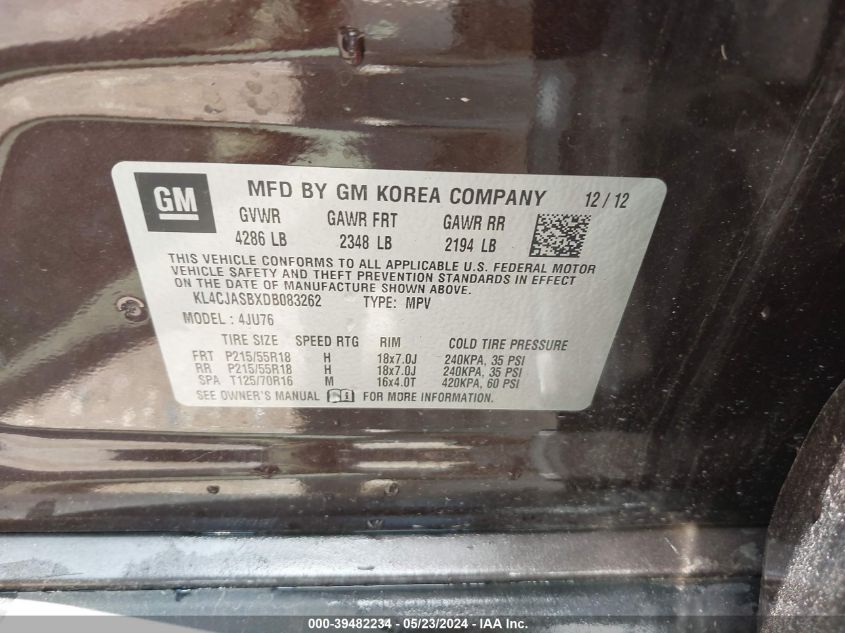 GM MFD BY GM KOREA COMPANY 12/12
GVWR GAWR FRT GAWR RR
4286 LB 2348 LB 2194 LB
THIS VEHICLE CONFORMS TO ALL APPLICABLE U.S. FEDERAL MOTOR
VEHICLE SAFETY AND THEFT PREVENTION STANDARDS IN EFFECT
ON THE DATE OF MANUFACTURE SHOWN ABOVE.
KL4CJASBXDB083262 TYPE: MPV
MODEL: 4JU76
TIRE SIZE SPEED RTG RIM COLD TIRE PRESSURE
FRT P215/55R18 H 18x7.0J 240KPA, 35 PSI
RR P215/55R18 H 18x7.0J 240KPA, 35 PSI
SPA T125/70R16 M 16x4.0T 420KPA, 60 PSI
SEE OWNER'S MANUAL FOR MORE INFORMATION.
000-39482234 - 05/23/2024 - IAA Inc.